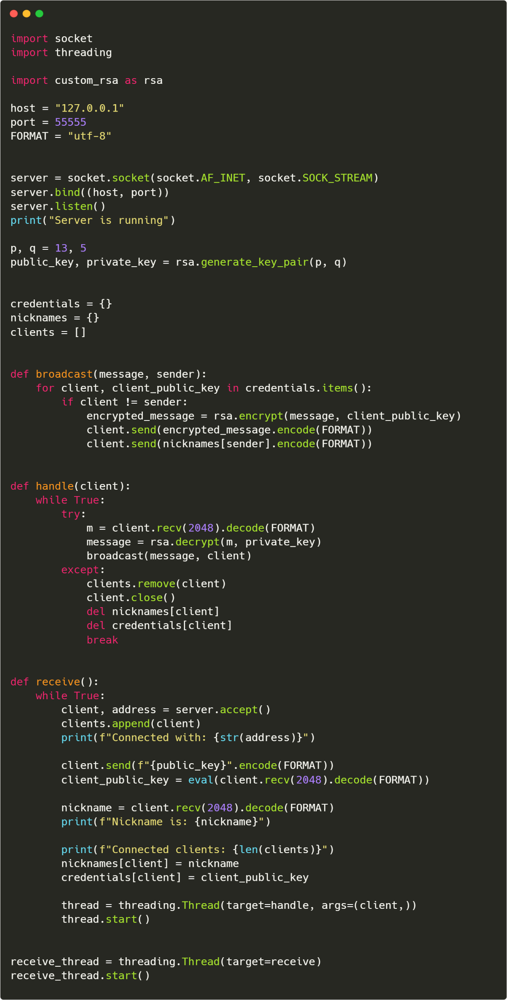 import socket
import threading

import custom_rsa as rsa

host = "127.0.0.1"
port = 55555
FORMAT = "utf-8"


server = socket.socket(socket.AF_INET, socket.SOCK_STREAM)
server.bind((host, port))
server.listen()
print("Server is running")

p, q = 13, 5
public_key, private_key = rsa.generate_key_pair(p, q)


credentials = {}
nicknames = {}
clients = []


def broadcast(message, sender):
    for client, client_public_key in credentials.items():
        if client != sender:
            encrypted_message = rsa.encrypt(message, client_public_key)
            client.send(encrypted_message.encode(FORMAT))
            client.send(nicknames[sender].encode(FORMAT))


def handle(client):
    while True:
        try:
            m = client.recv(2048).decode(FORMAT)
            message = rsa.decrypt(m, private_key)
            broadcast(message, client)
        except:
            clients.remove(client)
            client.close()
            del nicknames[client]
            del credentials[client]
            break


def receive():
    while True:
        client, address = server.accept()
        clients.append(client)
        print(f"Connected with: {str(address)}")

        client.send(f"{public_key}".encode(FORMAT))
        client_public_key = eval(client.recv(2048).decode(FORMAT))

        nickname = client.recv(2048).decode(FORMAT)
        print(f"Nickname is: {nickname}")

        print(f"Connected clients: {len(clients)}")
        nicknames[client] = nickname
        credentials[client] = client_public_key

        thread = threading.Thread(target=handle, args=(client,))
        thread.start()


receive_thread = threading.Thread(target=receive)
receive_thread.start()